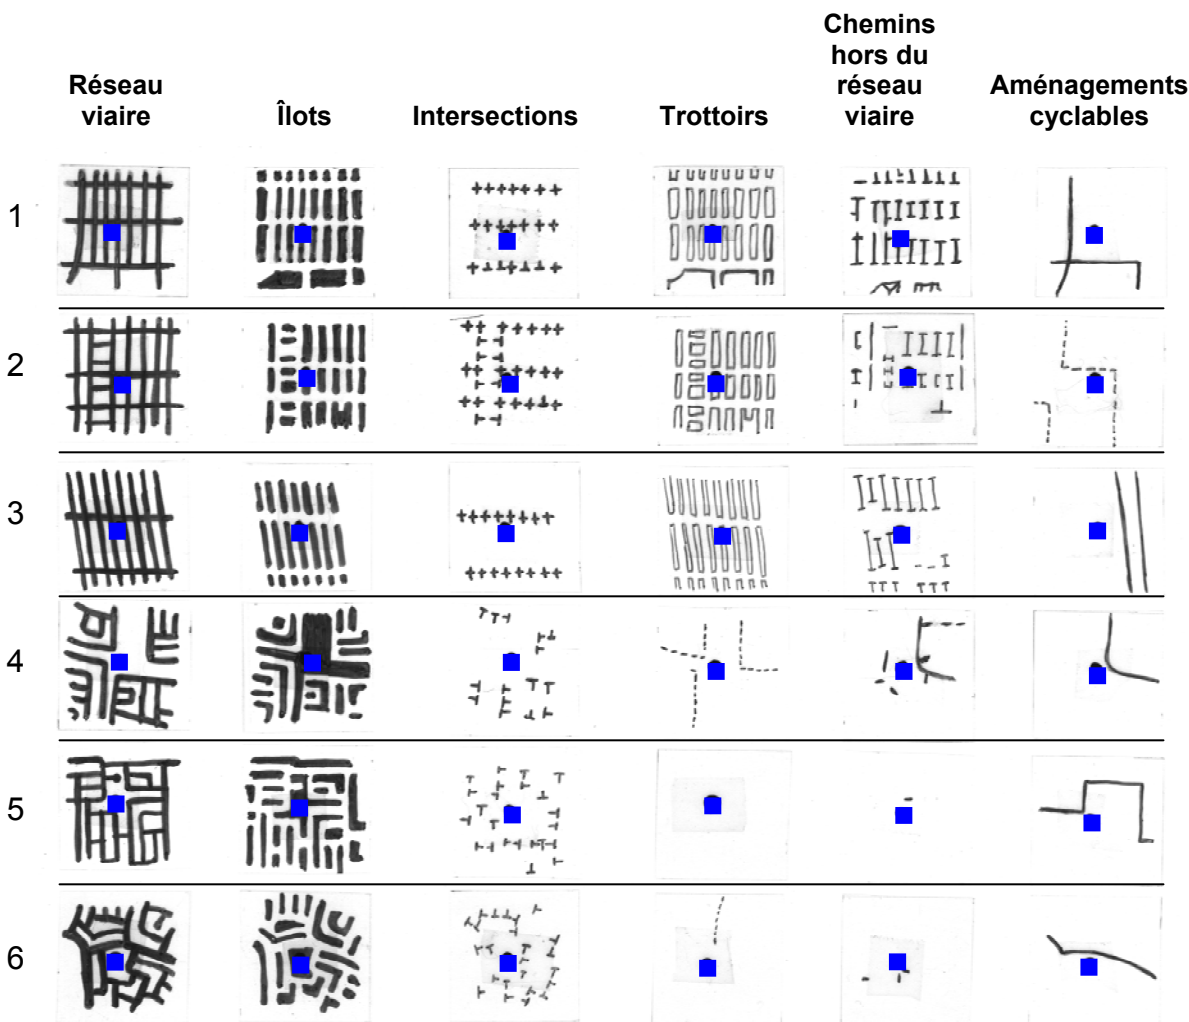 Chemins
hors du
réseau
viaire
Réseau
viaire
Îlots
Intersections
Trottoirs
Aménagements
cyclables
1
2
3
4
5
6